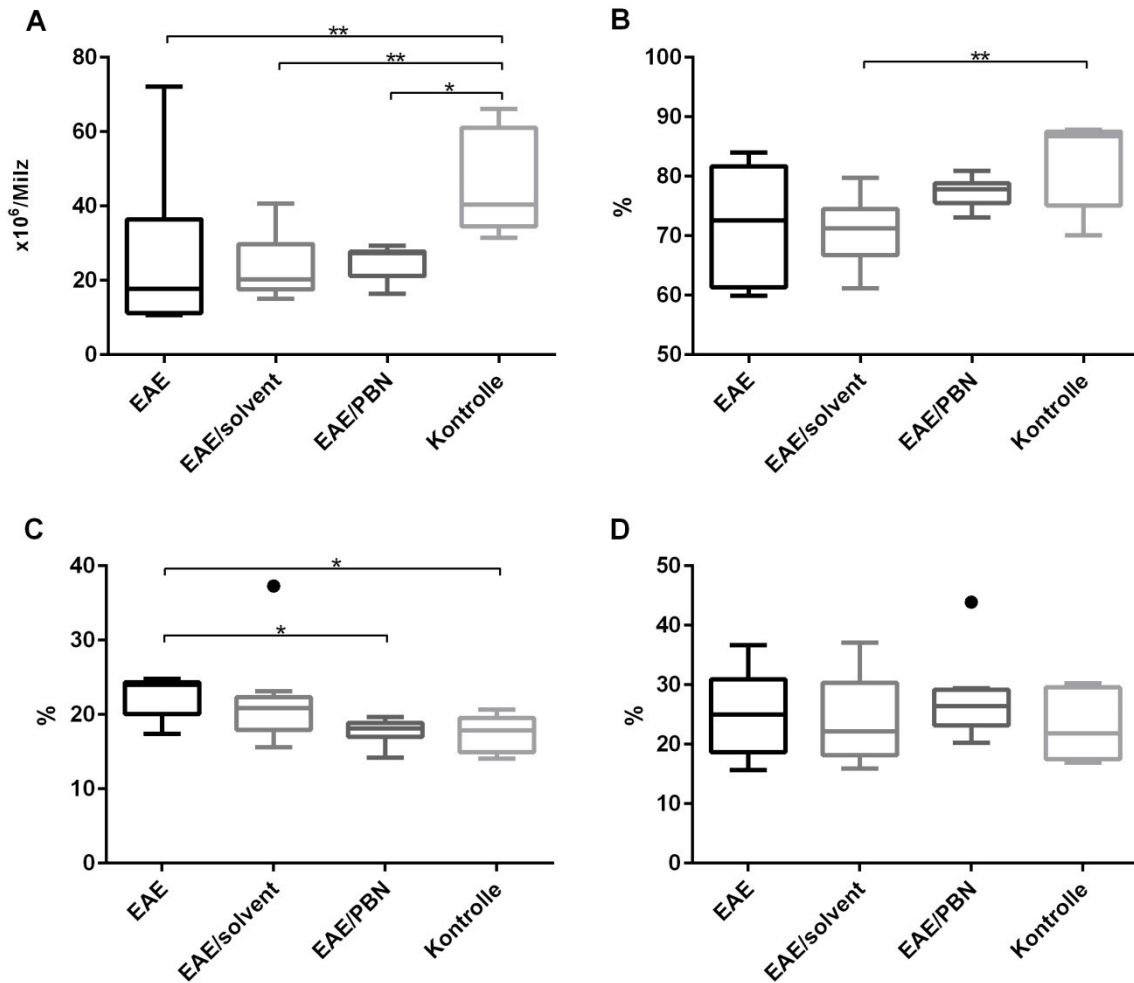 A
**
**
*
80
60
40
20
0
x10⁶/Milz
EAE
EAE/solvent
EAE/PBN
Kontrolle
B
**
100
90
80
70
60
50
%
EAE
EAE/solvent
EAE/PBN
Kontrolle
C
*
*
40
30
20
10
0
%
EAE
EAE/solvent
EAE/PBN
Kontrolle
D
50
40
30
20
10
0
%
EAE
EAE/solvent
EAE/PBN
Kontrolle